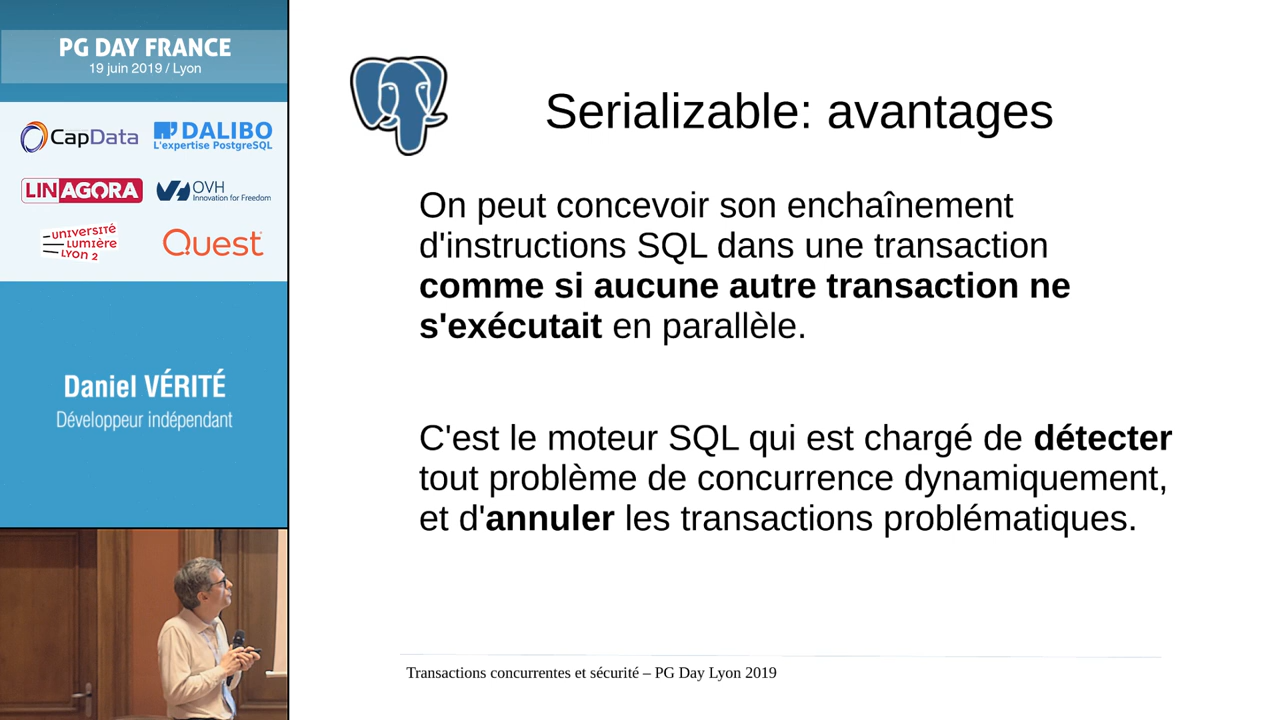 PG DAY FRANCE
19 juin 2019 / Lyon
CapData
DALIBO
L'expertise PostgreSQL
LINAGORA
OVH
Innovation for Freedom
UNIVERSITÉ
LUMIÈRE
LYON 2
Quest
Daniel VÉRITÉ
Développeur indépendant
Serializable: avantages
On peut concevoir son enchaînement
d'instructions SQL dans une transaction
comme si aucune autre transaction ne
s'exécutait en parallèle.
C'est le moteur SQL qui est chargé de détecter
tout problème de concurrence dynamiquement,
et d'annuler les transactions problématiques.
Transactions concurrentes et sécurité – PG Day Lyon 2019